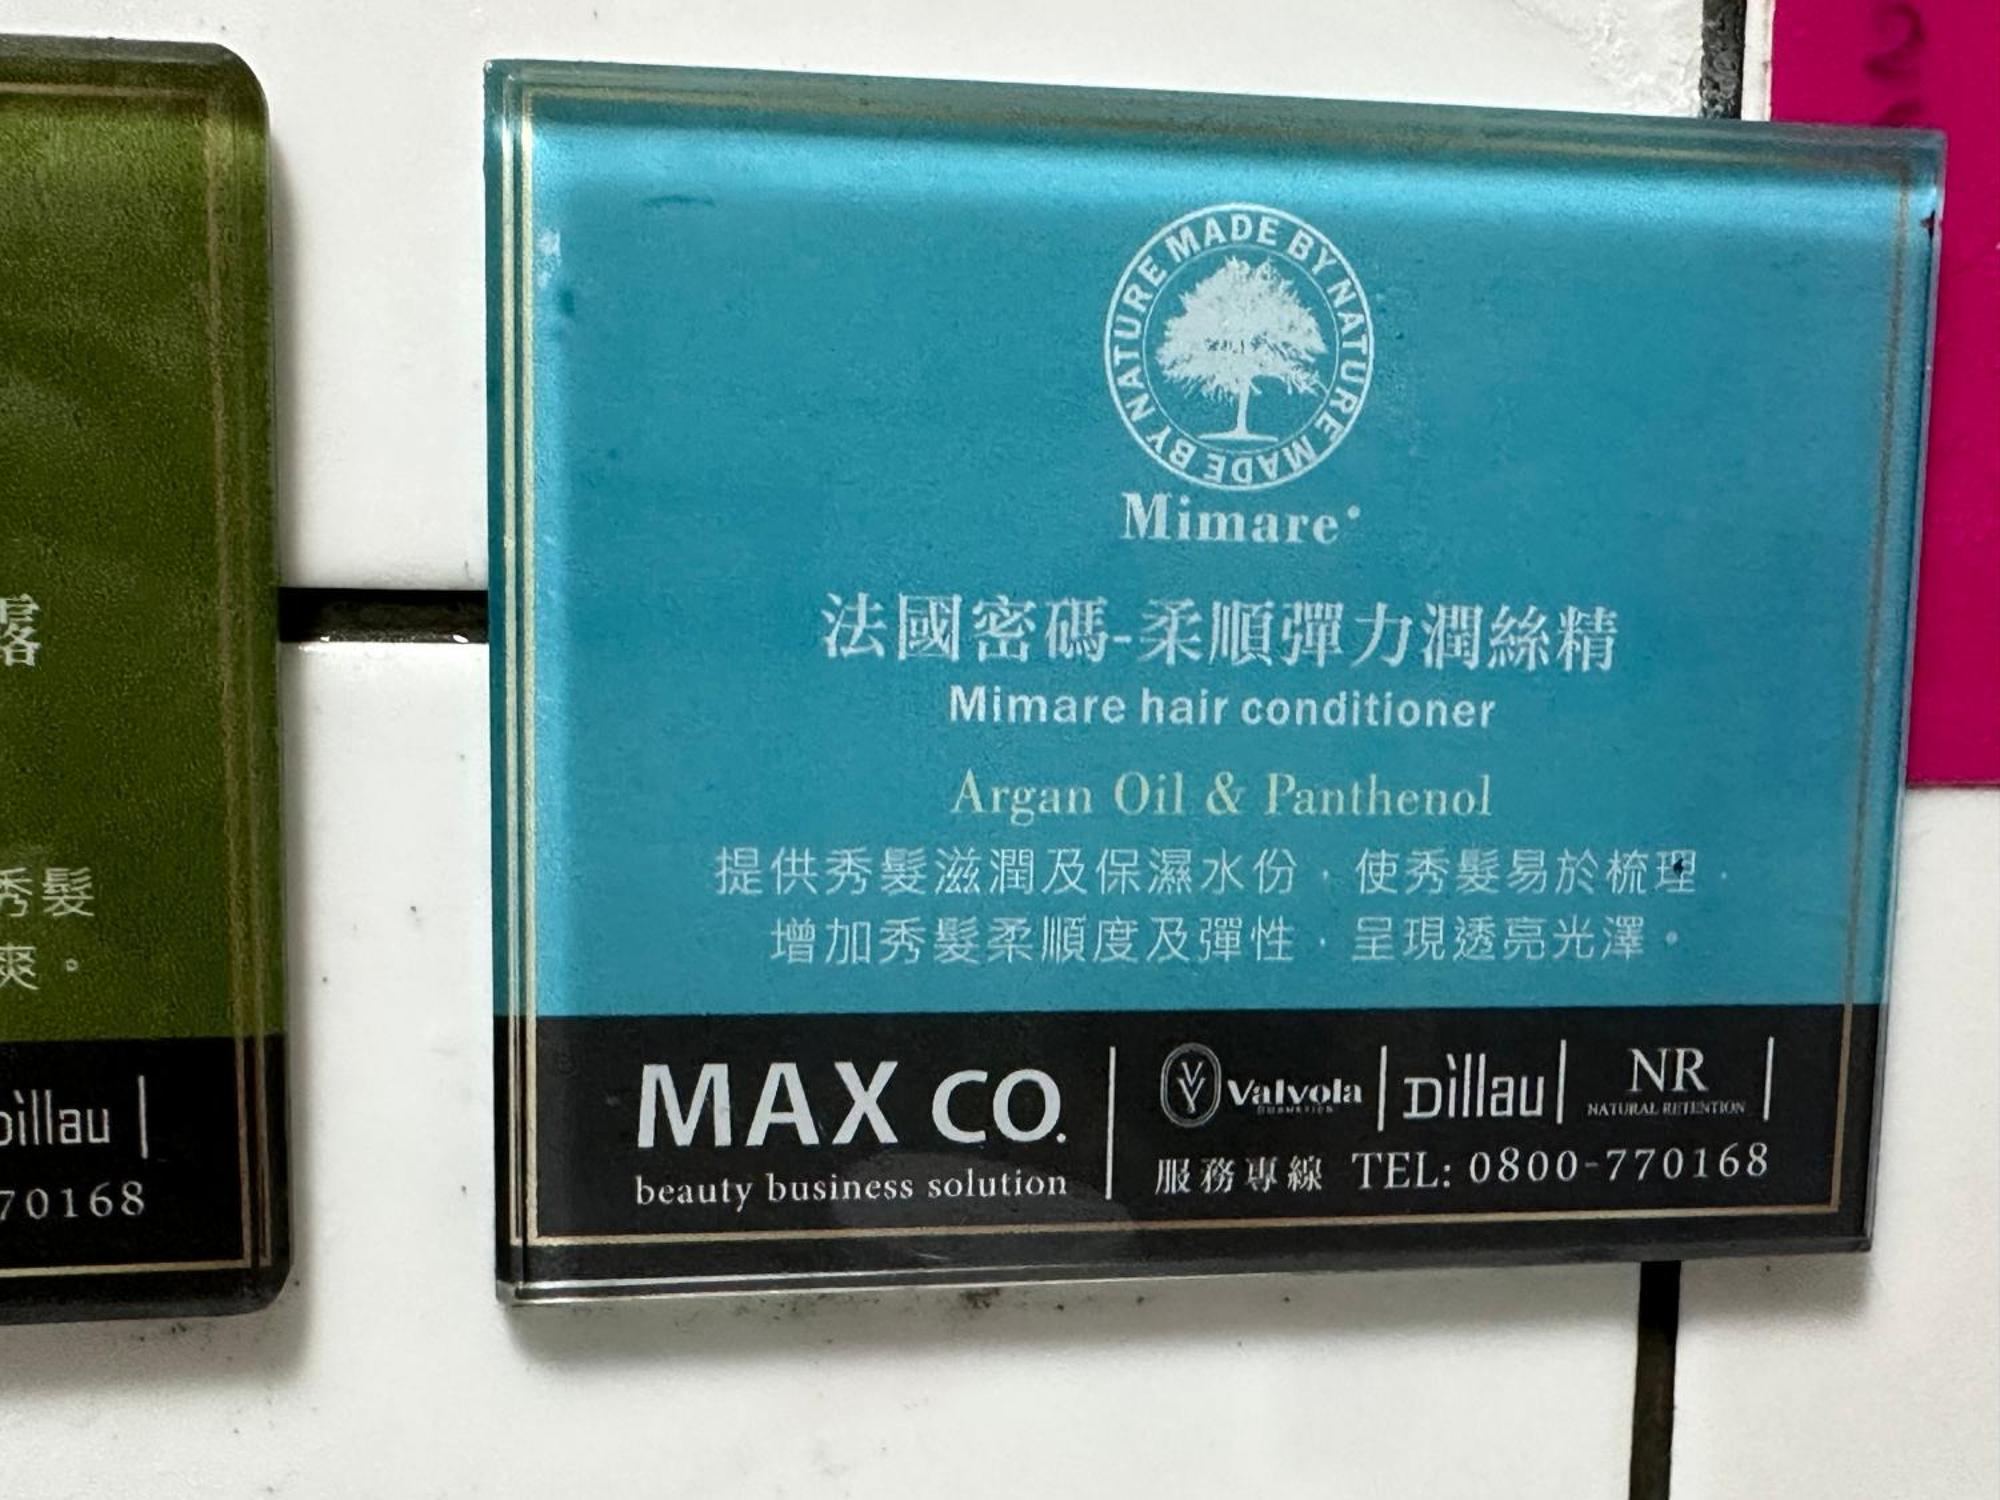 露
秀髮
爽。
Dillau
70168
2
MADE BY NATURE MADE BY NATURE
Mimare
法國密碼-柔順彈力潤絲精
Mimare hair conditioner
Argan Oil & Panthenol
提供秀髮滋潤及保濕水份，使秀髮易於梳理，
增加秀髮柔順度及彈性，呈現透亮光澤。
MAX CO.
beauty business solution
Valvola
COSMETICS
Dillau
NR
NATURAL RETENTION
服務專線 TEL: 0800-770168